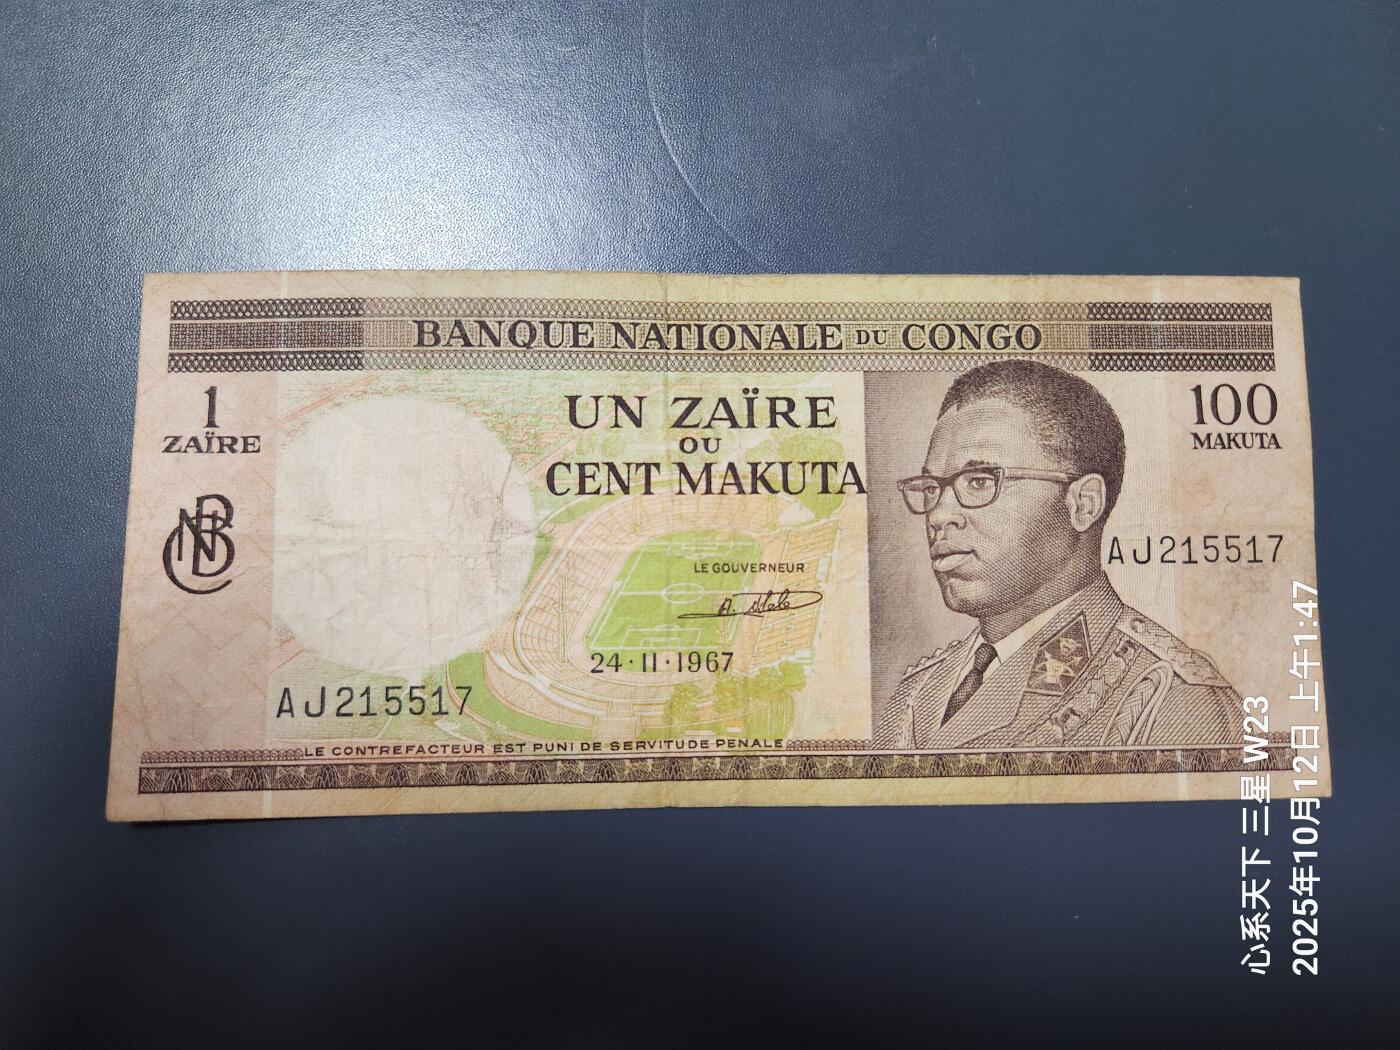 BANQUE NATIONALE DU CONGO
1
ZAÏRE
UN ZAÏRE
OU
CENT MAKUTA
100
MAKUTA
BNC
AJ215517
LE GOUVERNEUR
24·11·1967
AJ215517
LE CONTREFACTEUR EST PUNI DE SERVITUDE PENALE
心系天下 三星 W23
2025年10月12日 上午1:47